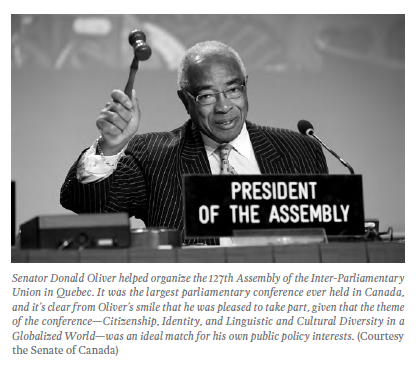 PRESIDENT
OF THE ASSEMBLY
Senator Donald Oliver helped organize the 127th Assembly of the Inter-Parliamentary
Union in Quebec. It was the largest parliamentary conference ever held in Canada,
and it's clear from Oliver's smile that he was pleased to take part, given that the theme
of the conference—Citizenship, Identity, and Linguistic and Cultural Diversity in a
Globalized World—was an ideal match for his own public policy interests. (Courtesy
the Senate of Canada)